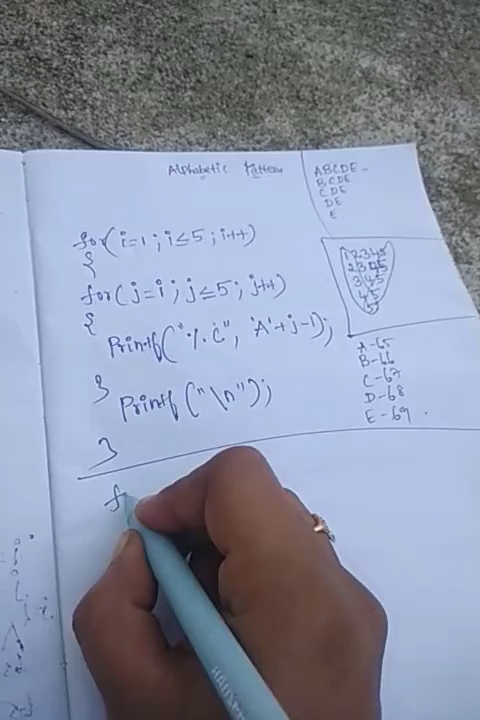 Alphabetic Pattern
ABCDE
BCDE
CDE
DE
E
for(i=1; i≤5; i++)
{
for(j=i; j≤5; j++)
{
Printf("%c", 'A'+j-1);
}
Printf("\n");
}
12345
2345
345
45
5
A-65
B-66
C-67
D-68
E-69.
f